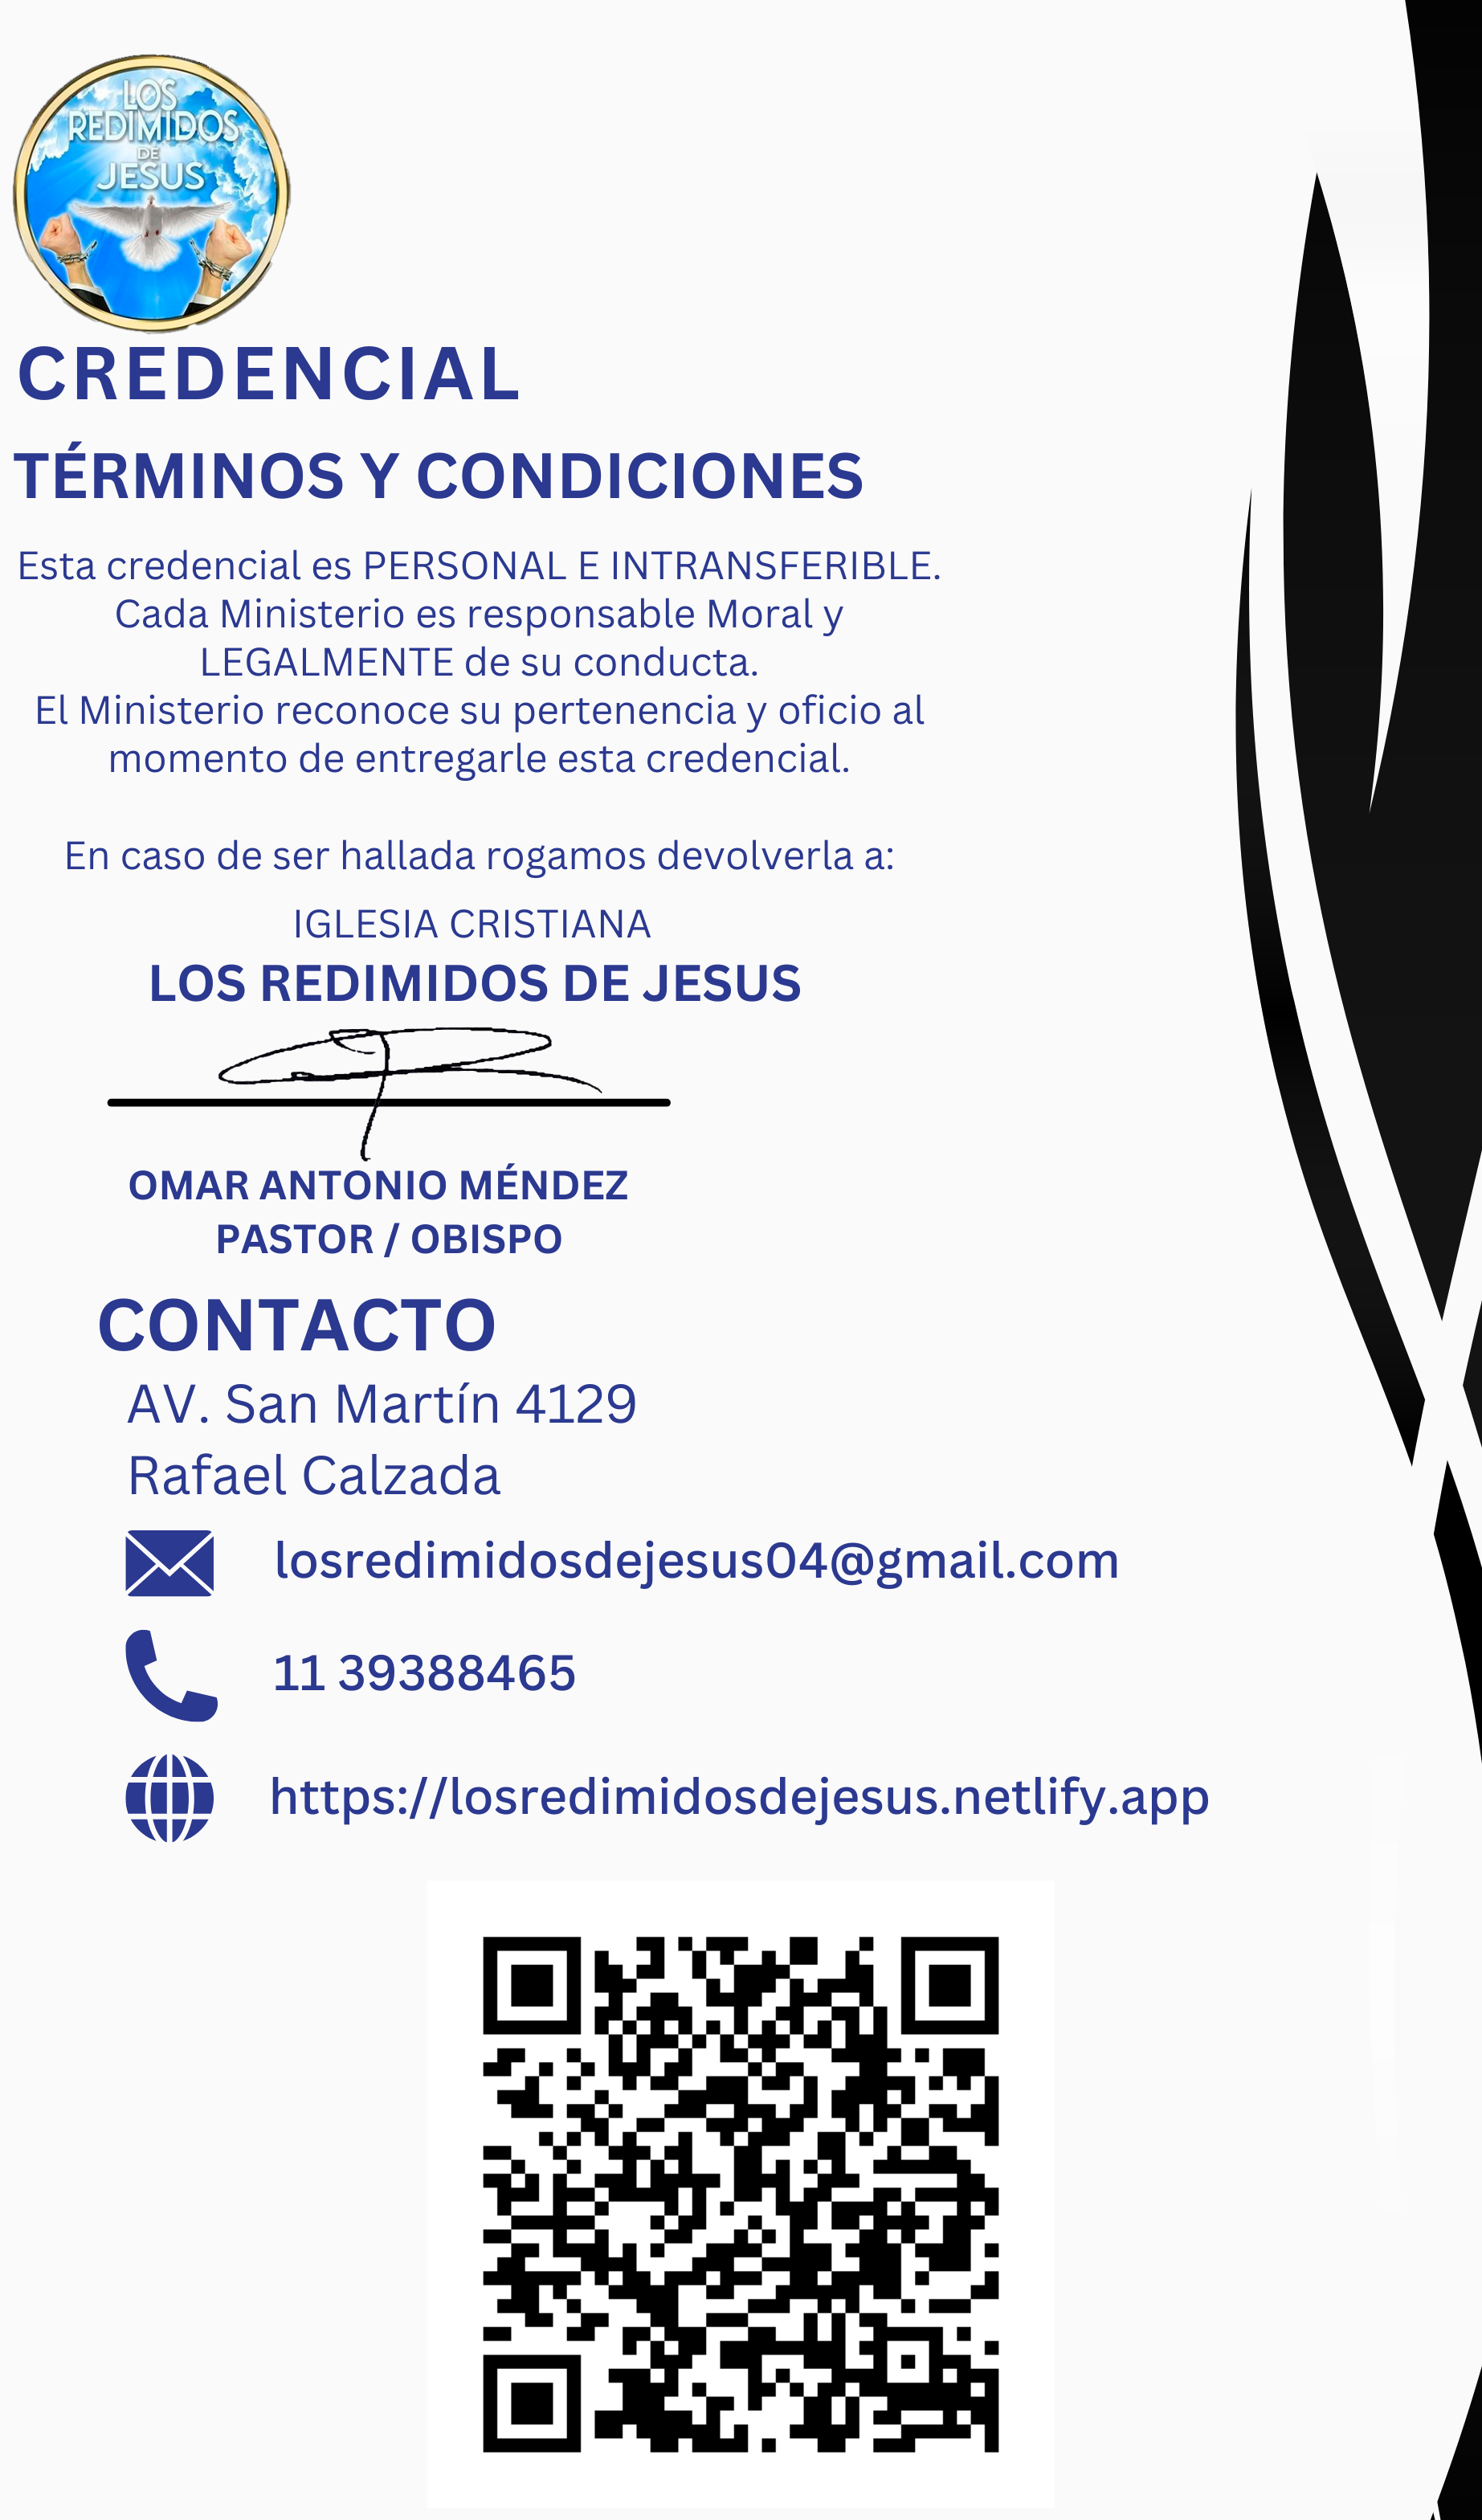 LOS
REDIMIDOS
DE
JESUS
CREDENCIAL
TÉRMINOS Y CONDICIONES
Esta credencial es PERSONAL E INTRANSFERIBLE.
Cada Ministerio es responsable Moral y
LEGALMENTE de su conducta.
El Ministerio reconoce su pertenencia y oficio al
momento de entregarle esta credencial.
En caso de ser hallada rogamos devolverla a:
IGLESIA CRISTIANA
LOS REDIMIDOS DE JESUS
OMAR ANTONIO MÉNDEZ
PASTOR / OBISPO
CONTACTO
AV. San Martín 4129
Rafael Calzada
losredimidosdejesus04@gmail.com
11 39388465
https://losredimidosdejesus.netlify.app